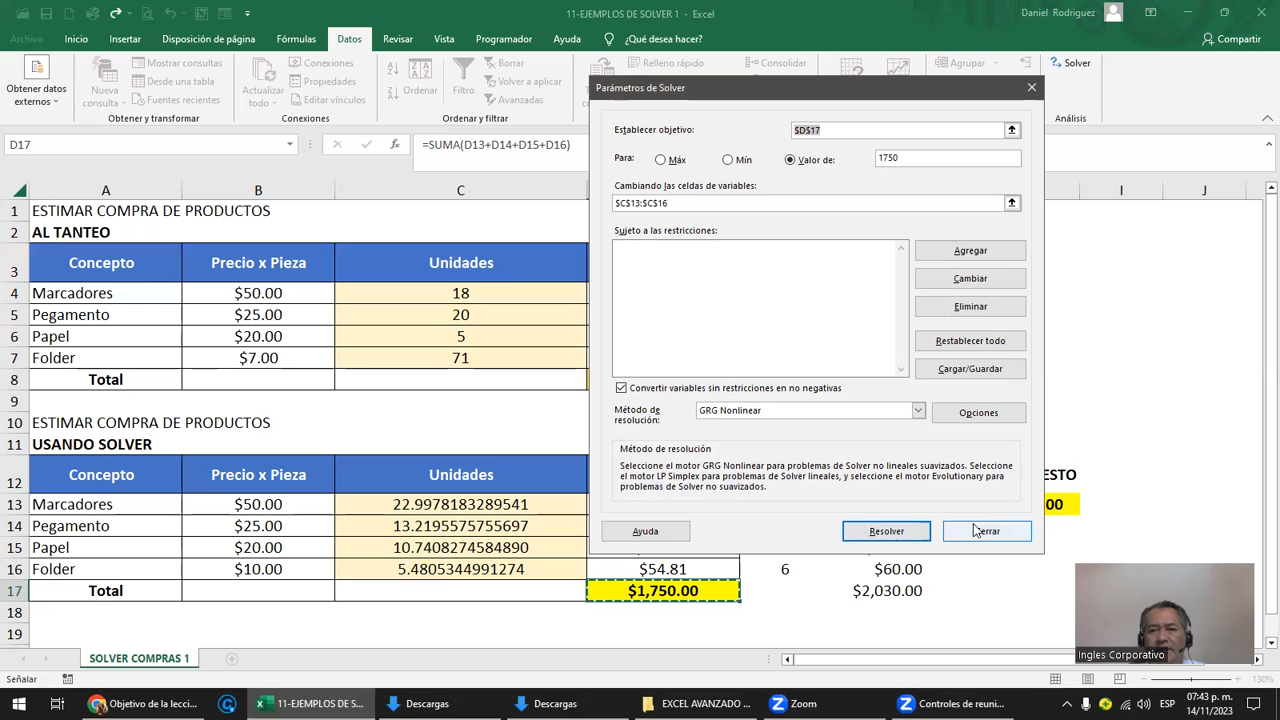 11-EJEMPLOS DE SOLVER 1 - Excel
Daniel Rodriguez
Archivo Inicio Insertar Disposición de página Fórmulas Datos Revisar Vista Programador Ayuda ¿Qué desea hacer? Compartir
Obtener datos externos
Nueva consulta
Mostrar consultas
Desde una tabla
Fuentes recientes
Obtener y transformar
Actualizar todo
Conexiones
Propiedades
Editar vínculos
Conexiones
Ordenar
Filtro
Borrar
Volver a aplicar
Avanzadas
Ordenar y filtrar
Relleno rápido
Consolidar
Agrupar
Solver
Análisis
D17
fx
=SUMA(D13+D14+D15+D16)
A B C I J
1 ESTIMAR COMPRA DE PRODUCTOS
2 AL TANTEO
3 Concepto Precio x Pieza Unidades
4 Marcadores $50.00 18
5 Pegamento $25.00 20
6 Papel $20.00 5
7 Folder $7.00 71
8 Total
9
10 ESTIMAR COMPRA DE PRODUCTOS
11 USANDO SOLVER
12 Concepto Precio x Pieza Unidades
13 Marcadores $50.00 22.9978183289541
14 Pegamento $25.00 13.2195575755697
15 Papel $20.00 10.7408274584890
16 Folder $10.00 5.4805344991274 $54.81 6 $60.00
17 Total $1,750.00 $2,030.00
18
19
Parámetros de Solver
Establecer objetivo: $D$17
Para: Máx Mín Valor de: 1750
Cambiando las celdas de variables:
$C$13:$C$16
Sujeto a las restricciones:
Agregar
Cambiar
Eliminar
Restablecer todo
Cargar/Guardar
Convertir variables sin restricciones en no negativas
Método de resolución: GRG Nonlinear Opciones
Método de resolución
Seleccione el motor GRG Nonlinear para problemas de Solver no lineales suavizados. Seleccione
el motor LP Simplex para problemas de Solver lineales, y seleccione el motor Evolutionary para
problemas de Solver no suavizados.
Ayuda Resolver
Ingles Corporativo
SOLVER COMPRAS 1
Señalar
130%
Objetivo de la lecci...
11-EJEMPLOS DE S...
Descargas
Descargas
EXCEL AVANZADO ...
Zoom
Controles de reuni...
ESP
07:43 p. m.
14/11/2023